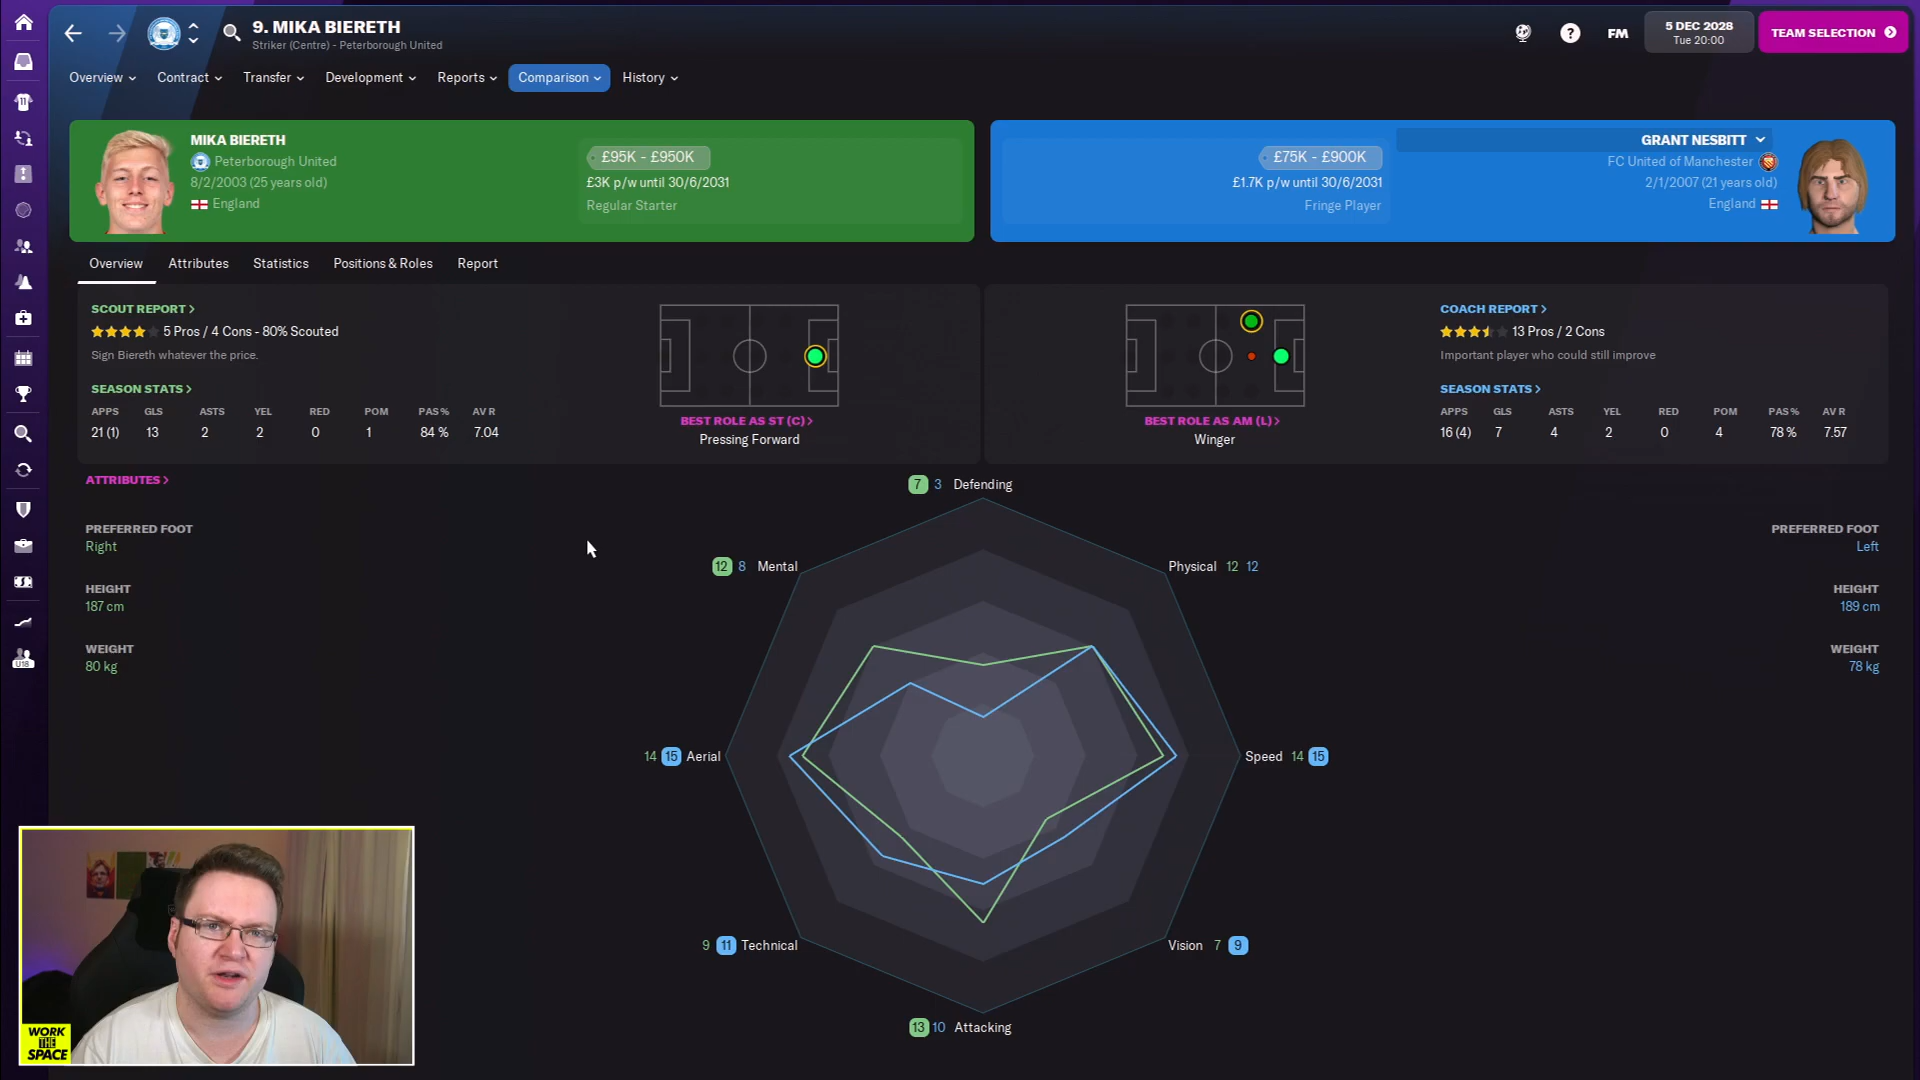 9. MIKA BIERETH
Striker (Centre) - Peterborough United
FM
5 DEC 2028
Tue 20:00
TEAM SELECTION
Overview
Contract
Transfer
Development
Reports
Comparison
History
MIKA BIERETH
Peterborough United
8/2/2003 (25 years old)
England
£95K - £950K
£3K p/w until 30/6/2031
Regular Starter
£75K - £900K
£1.7K p/w until 30/6/2031
Fringe Player
GRANT NESBITT
FC United of Manchester
2/1/2007 (21 years old)
England
Overview Attributes Statistics Positions & Roles Report
SCOUT REPORT >
5 Pros / 4 Cons - 80% Scouted
Sign Biereth whatever the price.
SEASON STATS >
APPS GLS ASTS YEL RED POM PAS % AV R
21 (1) 13 2 2 0 1 84 % 7.04
BEST ROLE AS ST (C) >
Pressing Forward
BEST ROLE AS AM (L) >
Winger
COACH REPORT >
13 Pros / 2 Cons
Important player who could still improve
SEASON STATS >
APPS GLS ASTS YEL RED POM PAS % AV R
16 (4) 7 4 2 0 4 78 % 7.57
ATTRIBUTES >
PREFERRED FOOT
Right
HEIGHT
187 cm
WEIGHT
80 kg
7 3 Defending
12 8 Mental
Physical 12 12
14 15 Aerial
Speed 14 15
9 11 Technical
Vision 7 9
13 10 Attacking
PREFERRED FOOT
Left
HEIGHT
189 cm
WEIGHT
78 kg
U18
WORK
THE
SPACE